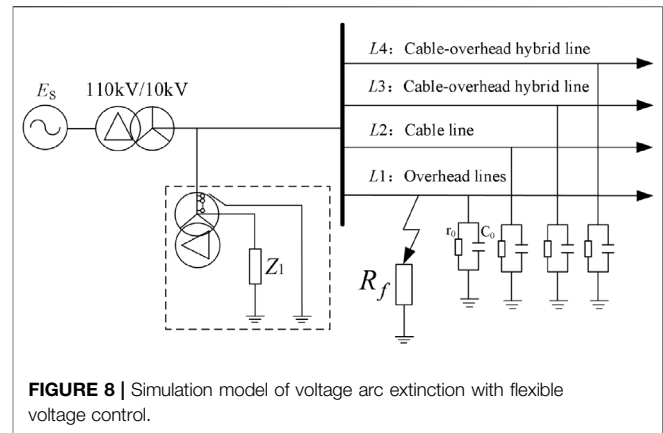 L4: Cable-overhead hybrid line
E_S 110kV/10kV
L3: Cable-overhead hybrid line
L2: Cable line
L1: Overhead lines
r_0 C_0
Z_1
R_f
FIGURE 8 | Simulation model of voltage arc extinction with flexible
voltage control.